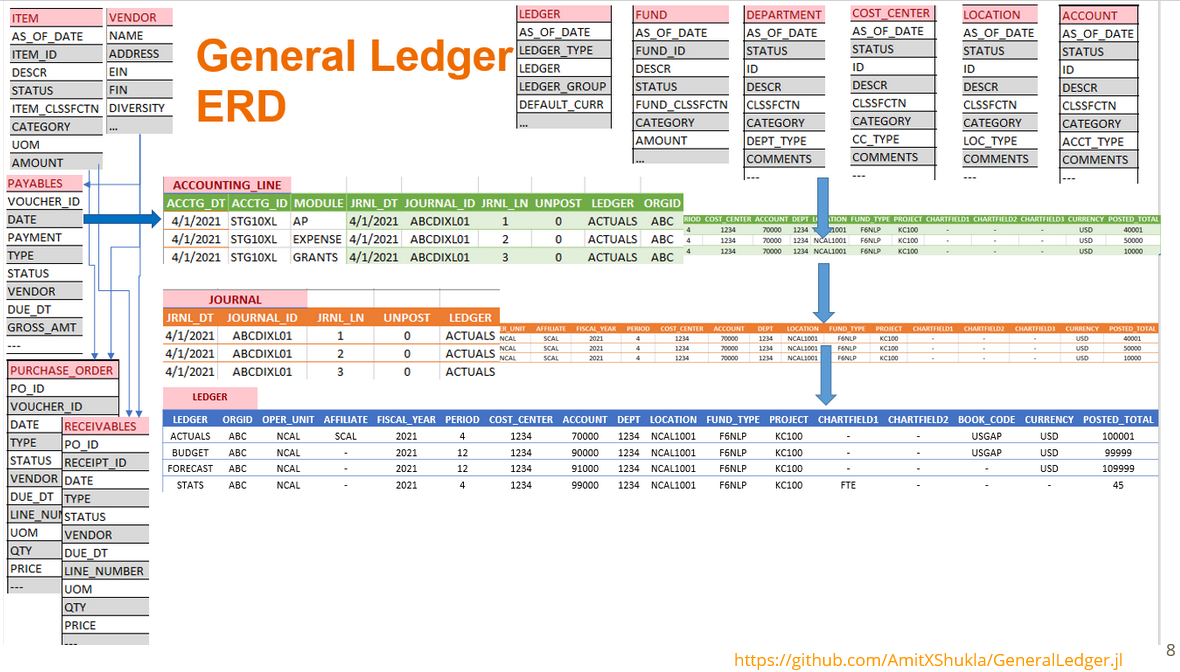 ITEM
AS_OF_DATE
ITEM_ID
DESCR
STATUS
ITEM_CLSSFCTN
CATEGORY
UOM
AMOUNT
VENDOR
NAME
ADDRESS
EIN
FIN
DIVERSITY
...
General Ledger
ERD
LEDGER
AS_OF_DATE
LEDGER_TYPE
LEDGER
LEDGER_GROUP
DEFAULT_CURR
...
FUND
AS_OF_DATE
FUND_ID
DESCR
STATUS
FUND_CLSSFCTN
CATEGORY
AMOUNT
...
DEPARTMENT
AS_OF_DATE
STATUS
ID
DESCR
CLSSFCTN
CATEGORY
DEPT_TYPE
COMMENTS
---
COST_CENTER
AS_OF_DATE
STATUS
ID
DESCR
CLSSFCTN
CATEGORY
CC_TYPE
COMMENTS
---
LOCATION
AS_OF_DATE
STATUS
ID
DESCR
CLSSFCTN
CATEGORY
LOC_TYPE
COMMENTS
---
ACCOUNT
AS_OF_DATE
STATUS
ID
DESCR
CLSSFCTN
CATEGORY
ACCT_TYPE
COMMENTS
---
PAYABLES
VOUCHER_ID
DATE
PAYMENT
TYPE
STATUS
VENDOR
DUE_DT
GROSS_AMT
---
ACCOUNTING_LINE
ACCTG_DT ACCTG_ID MODULE JRNL_DT JOURNAL_ID JRNL_LN UNPOST LEDGER ORGID RIOD COST_CENTER ACCOUNT DEPT FUND_TYPE PROJECT CHARTFIELD1 CHARTFIELD2 CHARTFIELD3 CURRENCY POSTED_TOTAL
4/1/2021 STG10XL AP 4/1/2021 ABCDIXL01 1 0 ACTUALS ABC 4 1234 70000 1234 1001 F6NLP KC100 - - - USD 40001
4/1/2021 STG10XL EXPENSE 4/1/2021 ABCDIXL01 2 0 ACTUALS ABC 4 1234 70000 1234 NCAL1001 F6NLP KC100 - - - USD 50000
4/1/2021 STG10XL GRANTS 4/1/2021 ABCDIXL01 3 0 ACTUALS ABC 4 1234 70000 1234 NCAL1001 F6NLP KC100 - - - USD 10000
JOURNAL
JRNL_DT JOURNAL_ID JRNL_LN UNPOST LEDGER ER_UNIT AFFILIATE FISCAL_YEAR PERIOD COST_CENTER ACCOUNT DEPT LOCATION FUND_TYPE PROJECT CHARTFIELD1 CHARTFIELD2 CHARTFIELD3 CURRENCY POSTED_TOTAL
4/1/2021 ABCDIXL01 1 0 ACTUALS NCAL SCAL 2021 4 1234 70000 1234 NCAL1001 F6NLP KC100 - - - USD 40001
4/1/2021 ABCDIXL01 2 0 ACTUALS NCAL SCAL 2021 4 1234 70000 1234 NCAL1001 F6NLP KC100 - - - USD 50000
4/1/2021 ABCDIXL01 3 0 ACTUALS NCAL SCAL 2021 4 1234 70000 1234 NCAL1001 F6NLP KC100 - - - USD 10000
LEDGER
LEDGER ORGID OPER_UNIT AFFILIATE FISCAL_YEAR PERIOD COST_CENTER ACCOUNT DEPT LOCATION FUND_TYPE PROJECT CHARTFIELD1 CHARTFIELD2 BOOK_CODE CURRENCY POSTED_TOTAL
ACTUALS ABC NCAL SCAL 2021 4 1234 70000 1234 NCAL1001 F6NLP KC100 - - USGAP USD 100001
BUDGET ABC NCAL - 2021 12 1234 90000 1234 NCAL1001 F6NLP KC100 - - USGAP USD 99999
FORECAST ABC NCAL - 2021 12 1234 91000 1234 NCAL1001 F6NLP KC100 - - - USD 109999
STATS ABC NCAL - 2021 4 1234 99000 1234 NCAL1001 F6NLP KC100 FTE - - - 45
PURCHASE_ORDER
PO_ID
VOUCHER_ID
DATE
TYPE
STATUS
VENDOR
DUE_DT
LINE_NUM
UOM
QTY
PRICE
---
RECEIVABLES
PO_ID
RECEIPT_ID
DATE
TYPE
STATUS
VENDOR
DUE_DT
LINE_NUMBER
UOM
QTY
PRICE
---
https://github.com/AmitXShukla/GeneralLedger.jl
8